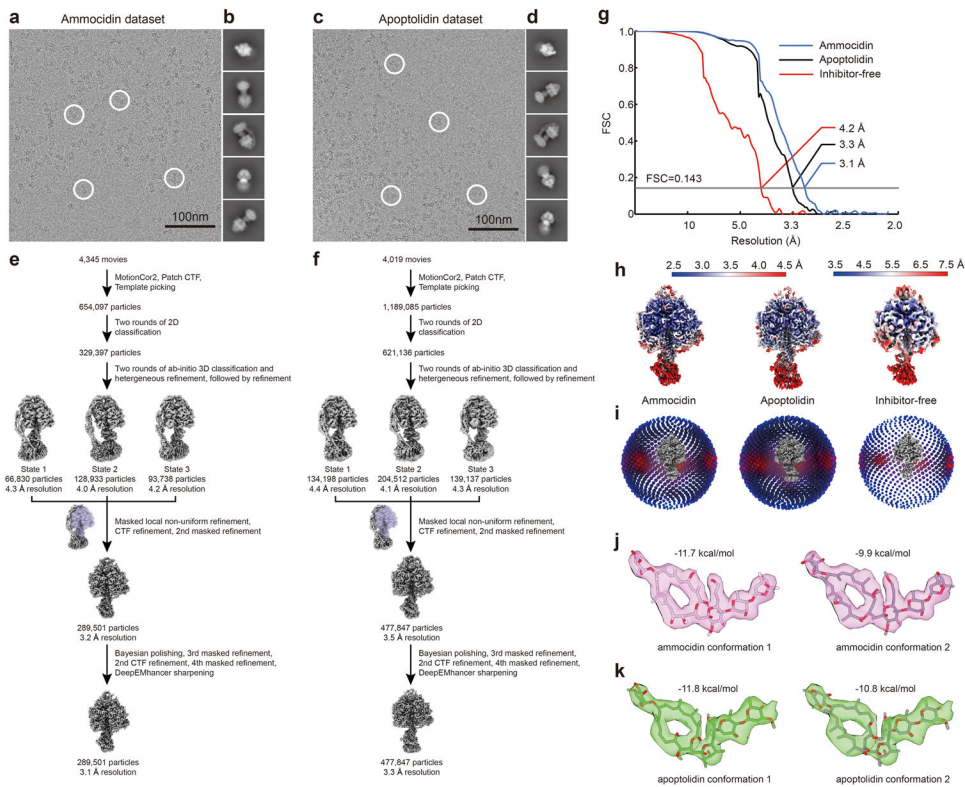 a
Ammocidin dataset
b
100nm
c
Apoptolidin dataset
d
100nm
e
4,345 movies
MotionCor2, Patch CTF,
Template picking
654,097 particles
Two rounds of 2D
classification
329,397 particles
Two rounds of ab-initio 3D classification and
hetergeneous refinement, followed by refinement
State 1
66,830 particles
4.3 Å resolution
State 2
128,933 particles
4.0 Å resolution
State 3
93,738 particles
4.2 Å resolution
Masked local non-uniform refinement,
CTF refinement, 2nd masked refinement
289,501 particles
3.2 Å resolution
Bayesian polishing, 3rd masked refinement,
2nd CTF refinement, 4th masked refinement,
DeepEMhancer sharpening
289,501 particles
3.1 Å resolution
f
4,019 movies
MotionCor2, Patch CTF,
Template picking
1,189,085 particles
Two rounds of 2D
classification
621,136 particles
Two rounds of ab-initio 3D classification and
hetergeneous refinement, followed by refinement
State 1
134,198 particles
4.4 Å resolution
State 2
204,512 particles
4.1 Å resolution
State 3
139,137 particles
4.3 Å resolution
Masked local non-uniform refinement,
CTF refinement, 2nd masked refinement
477,847 particles
3.5 Å resolution
Bayesian polishing, 3rd masked refinement,
2nd CTF refinement, 4th masked refinement,
DeepEMhancer sharpening
477,847 particles
3.3 Å resolution
g
FSC
1.0
0.8
0.6
0.4
0.2
0
Ammocidin
Apoptolidin
Inhibitor-free
4.2 Å
3.3 Å
3.1 Å
FSC=0.143
10
5.0
3.3
2.5
2.0
Resolution (Å)
h
2.5 3.0 3.5 4.0 4.5 Å
3.5 4.5 5.5 6.5 7.5 Å
Ammocidin
Apoptolidin
Inhibitor-free
i
j
-11.7 kcal/mol
-9.9 kcal/mol
ammocidin conformation 1
ammocidin conformation 2
k
-11.8 kcal/mol
-10.8 kcal/mol
apoptolidin conformation 1
apoptolidin conformation 2